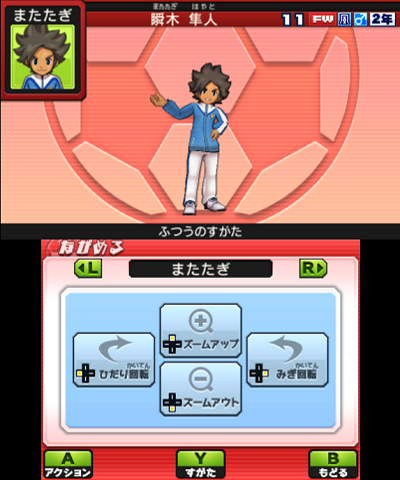 またたぎ
またたぎ はやと
瞬木 隼人
11 FW 風 ♂ 2年
ふつうのすがた
ながめる
L
またたぎ
R
ズームアップ
かいてん
ひだり回転
かいてん
みぎ回転
ズームアウト
A
アクション
Y
すがた
B
もどる